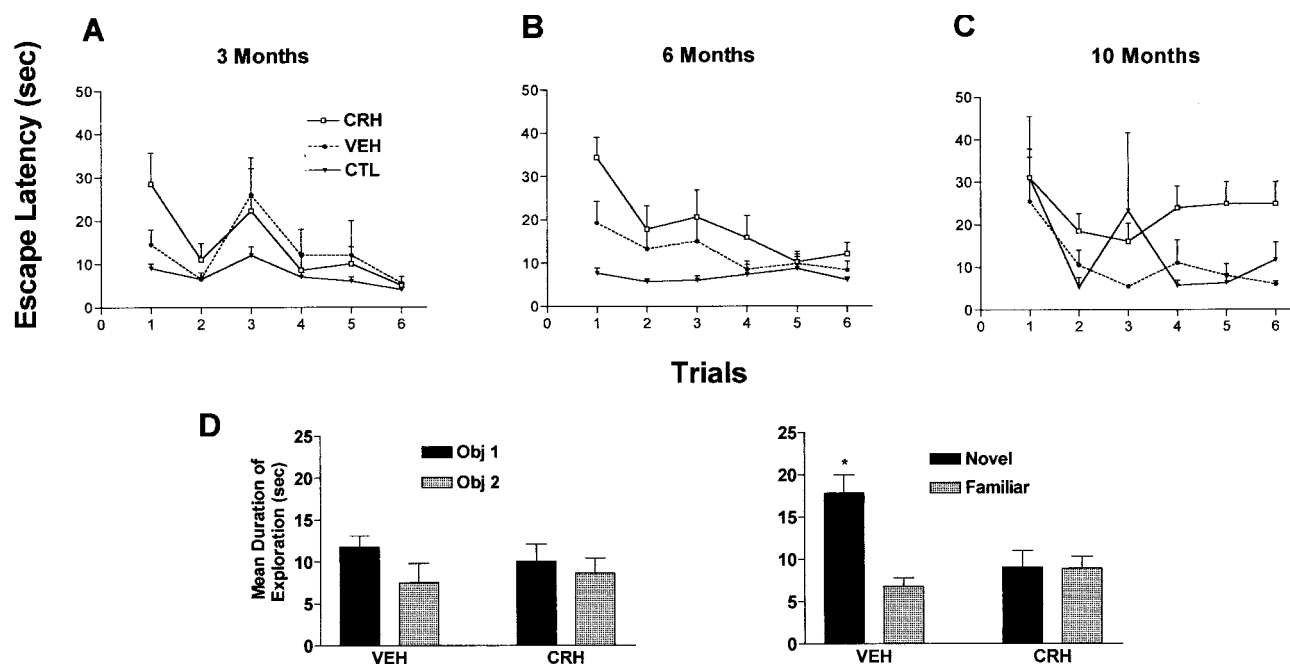 A
3 Months
B
6 Months
C
10 Months
Escape Latency (sec)
50
40
30
20
10
0
0 1 2 3 4 5 6
CRH
VEH
CTL
50
40
30
20
10
0
0 1 2 3 4 5 6
50
40
30
20
10
0
0 1 2 3 4 5 6
Trials
D
Mean Duration of
Exploration (sec)
25
20
15
10
5
0
Obj 1
Obj 2
VEH CRH
25
20
15
10
5
0
*
Novel
Familiar
VEH CRH